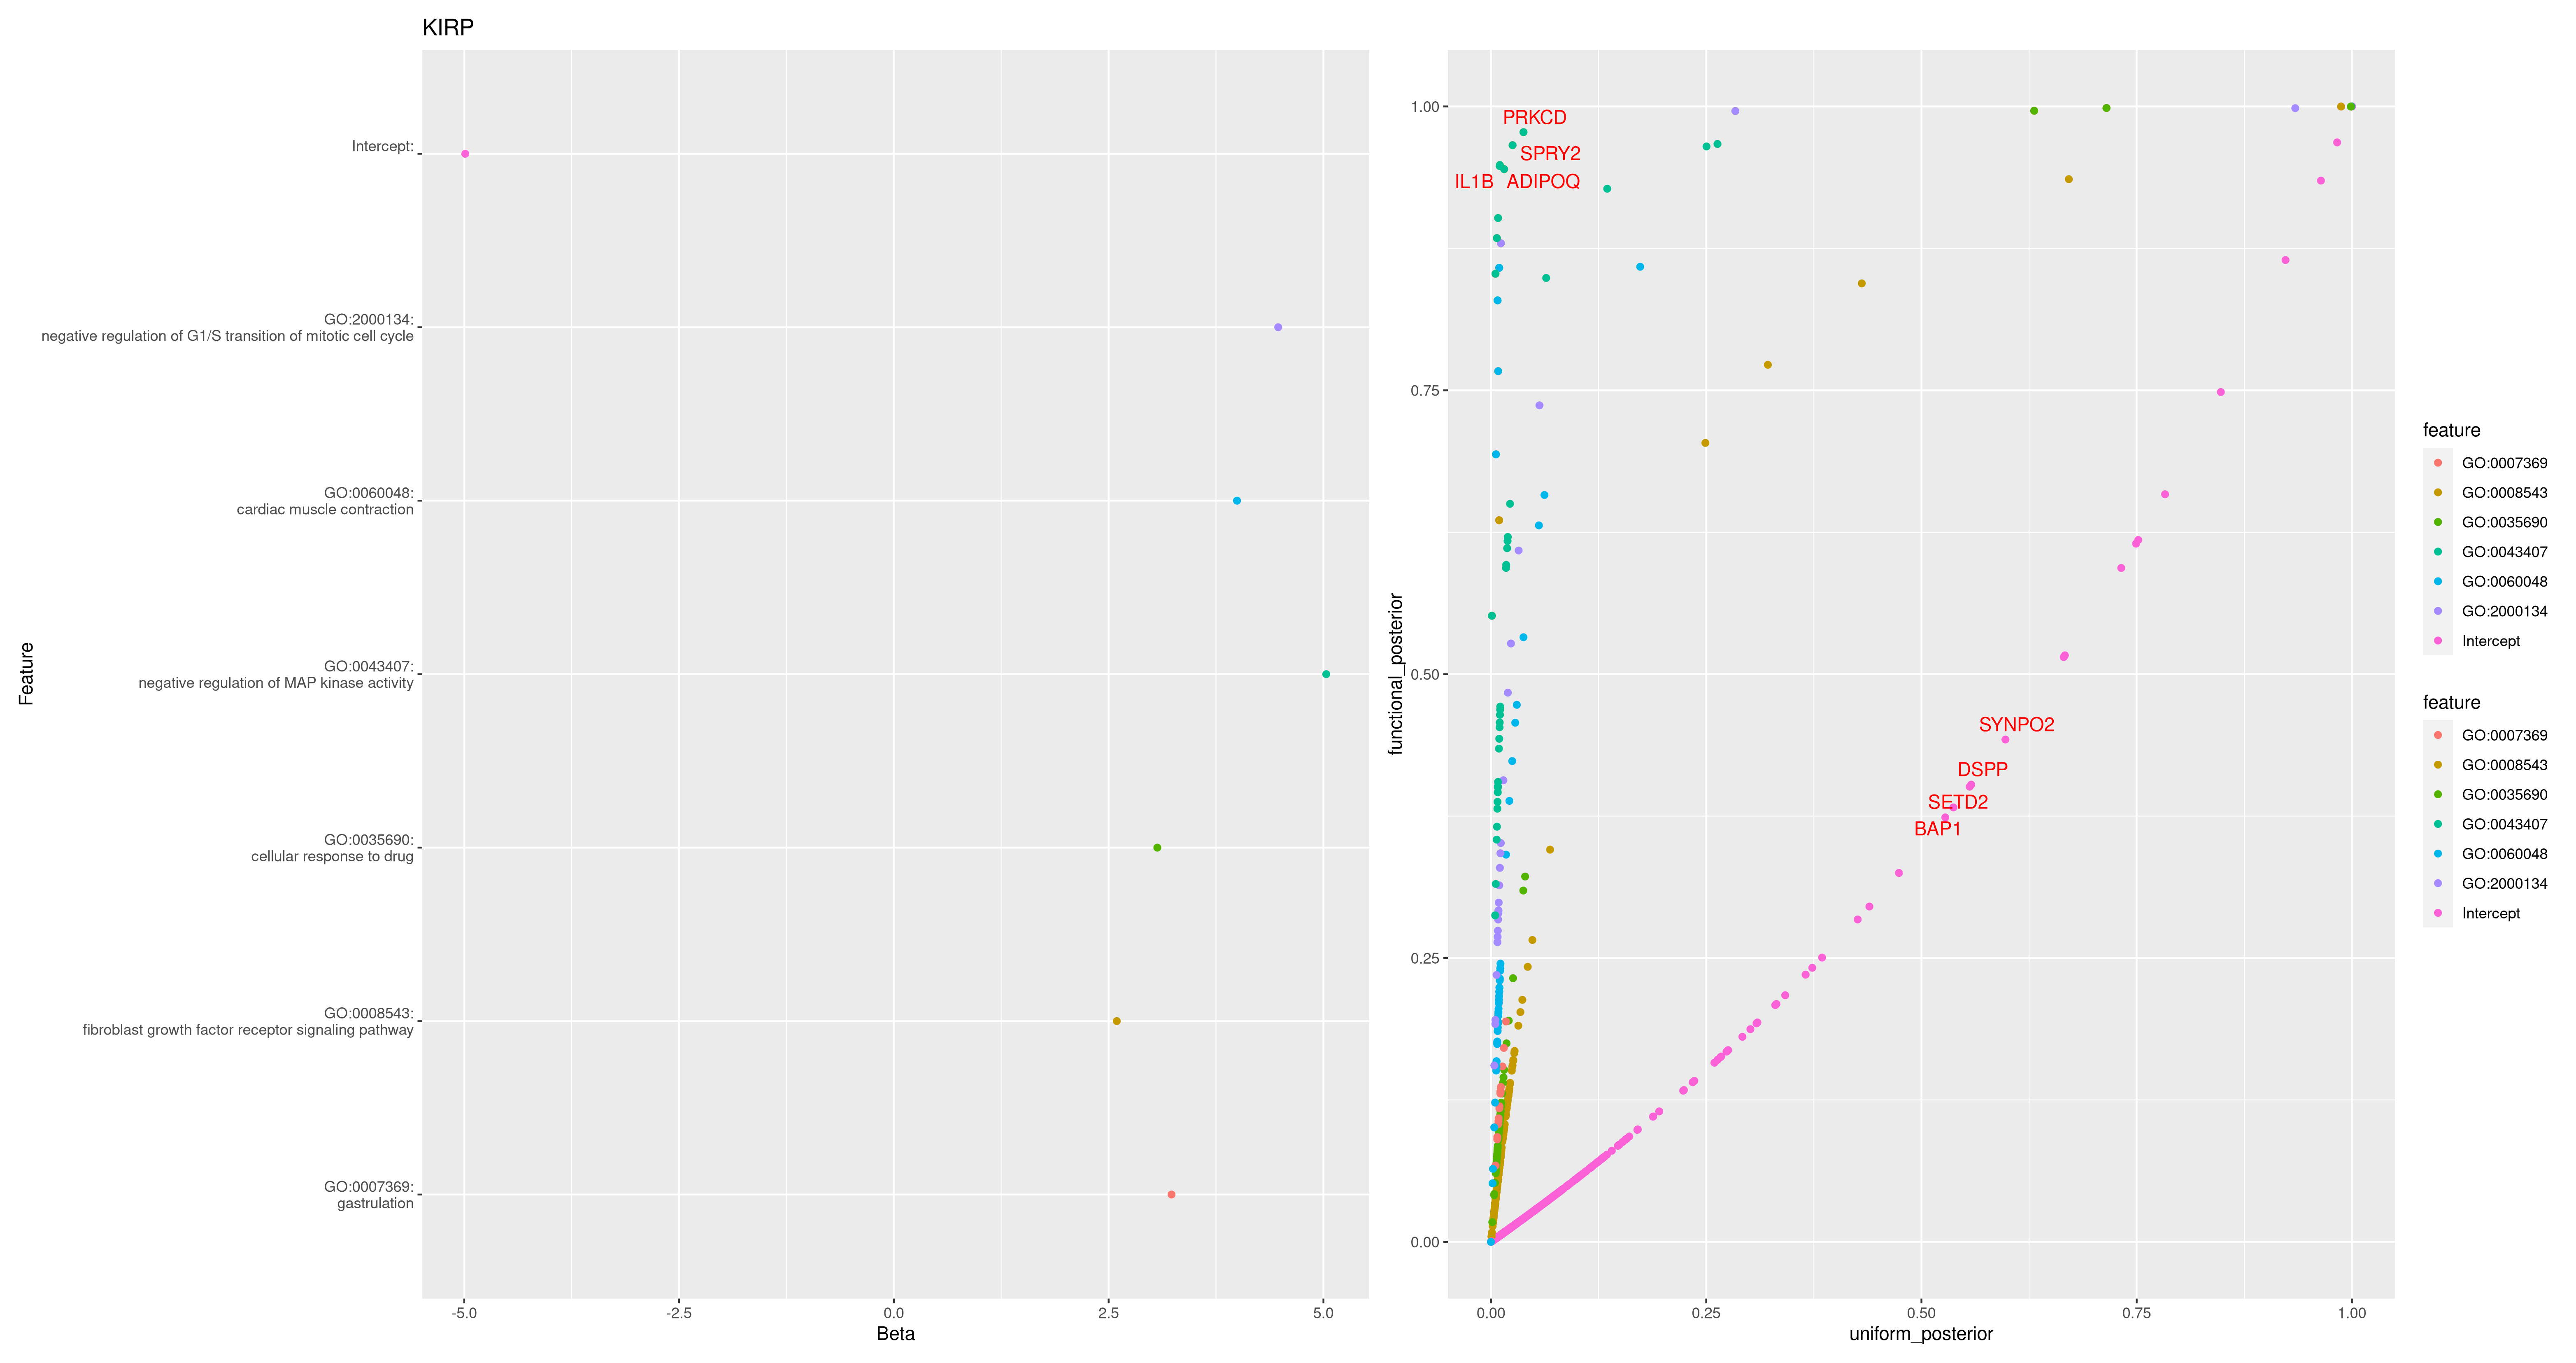 KIRP
Intercept:
GO:2000134:
negative regulation of G1/S transition of mitotic cell cycle
GO:0060048:
cardiac muscle contraction
GO:0043407:
negative regulation of MAP kinase activity
GO:0035690:
cellular response to drug
GO:0008543:
fibroblast growth factor receptor signaling pathway
GO:0007369:
gastrulation
Feature
-5.0 -2.5 0.0 2.5 5.0
Beta
1.00
0.75
0.50
0.25
0.00
functional_posterior
PRKCD
SPRY2
IL1B ADIPOQ
SYNPO2
DSPP
SETD2
BAP1
0.00 0.25 0.50 0.75 1.00
uniform_posterior
feature
GO:0007369
GO:0008543
GO:0035690
GO:0043407
GO:0060048
GO:2000134
Intercept
feature
GO:0007369
GO:0008543
GO:0035690
GO:0043407
GO:0060048
GO:2000134
Intercept